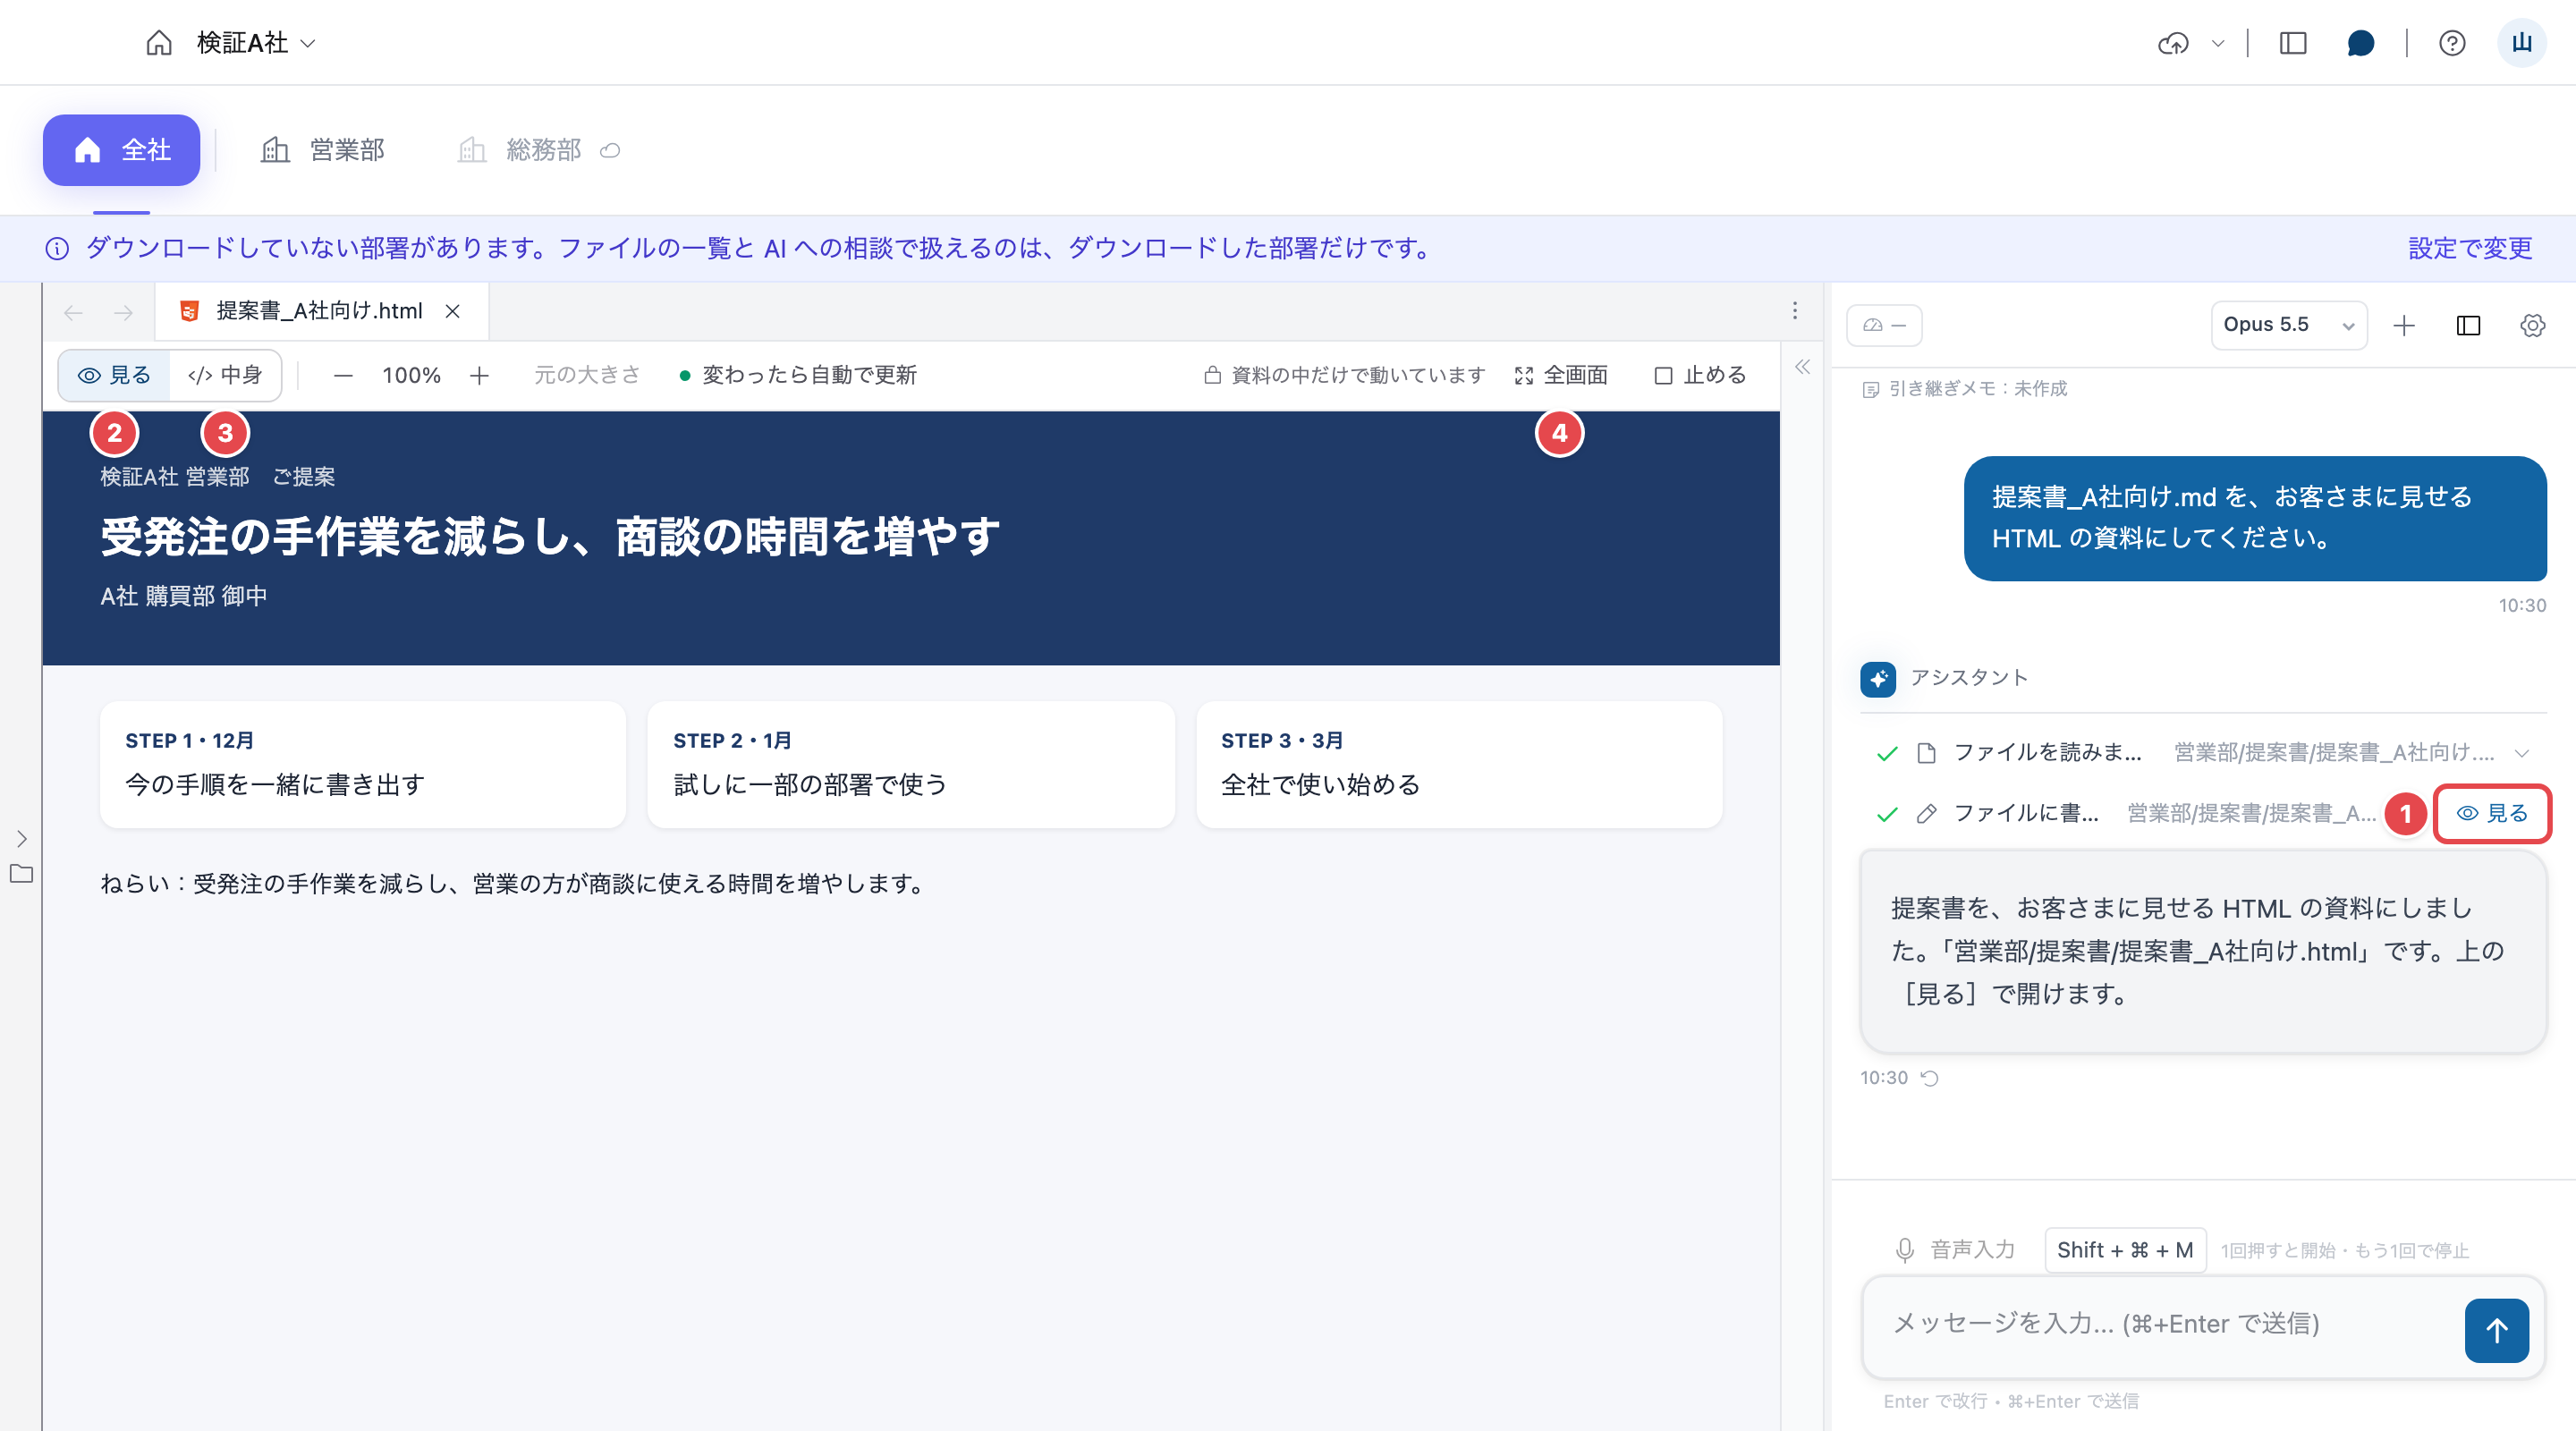 検証A社
山
全社
営業部
総務部
ダウンロードしていない部署があります。ファイルの一覧と AI への相談で扱えるのは、ダウンロードした部署だけです。
設定で変更
提案書_A社向け.html
見る
</> 中身
100%
元の大きさ
変わったら自動で更新
資料の中だけで動いています
全画面
止める
2
3
4
検証A社 営業部　ご提案
受発注の手作業を減らし、商談の時間を増やす
A社 購買部 御中
STEP 1・12月
今の手順を一緒に書き出す
STEP 2・1月
試しに一部の部署で使う
STEP 3・3月
全社で使い始める
ねらい：受発注の手作業を減らし、営業の方が商談に使える時間を増やします。
Opus 5.5
引き継ぎメモ：未作成
提案書_A社向け.md を、お客さまに見せる
HTML の資料にしてください。
10:30
アシスタント
ファイルを読みま... 営業部/提案書/提案書_A社向け....
ファイルに書... 営業部/提案書/提案書_A... 1 見る
提案書を、お客さまに見せる HTML の資料にしまし
た。「営業部/提案書/提案書_A社向け.html」です。上の
［見る］で開けます。
10:30
音声入力 Shift + ⌘ + M 1回押すと開始・もう1回で停止
メッセージを入力... (⌘+Enter で送信)
Enter で改行・⌘+Enter で送信